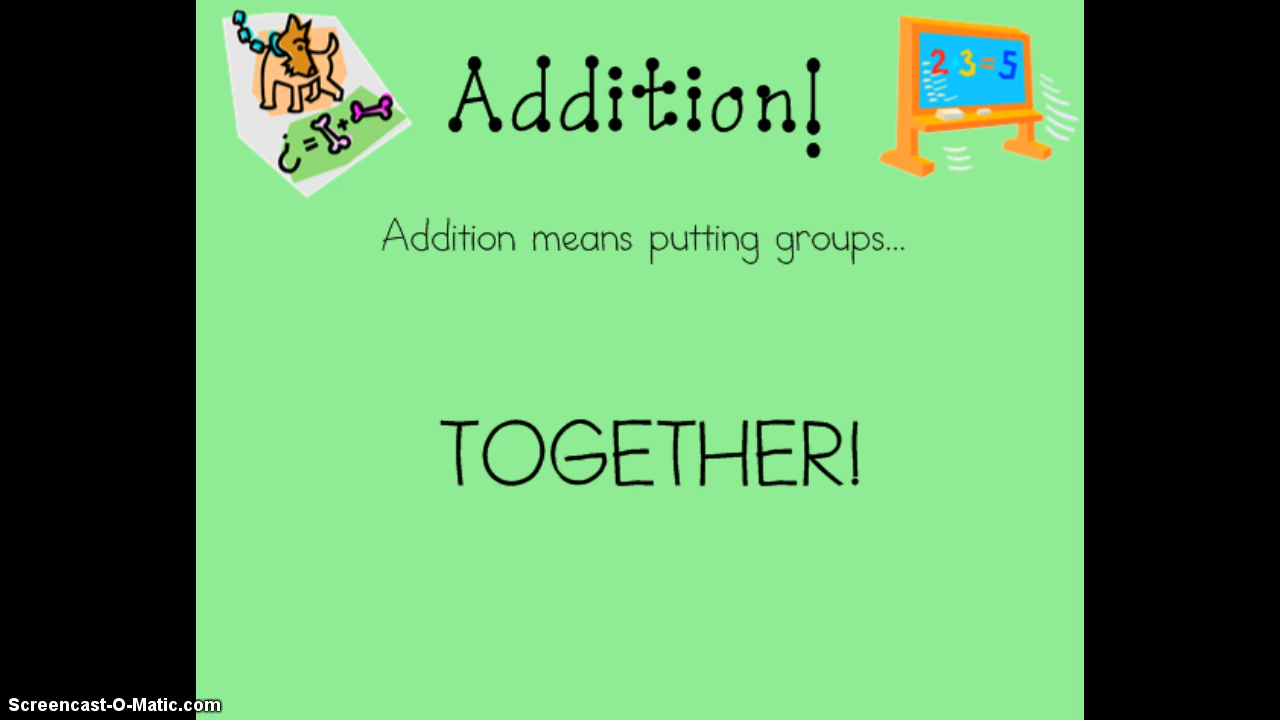 Addition!
2+3=5
¿ = +
Addition means putting groups...
TOGETHER!
Screencast-O-Matic.com